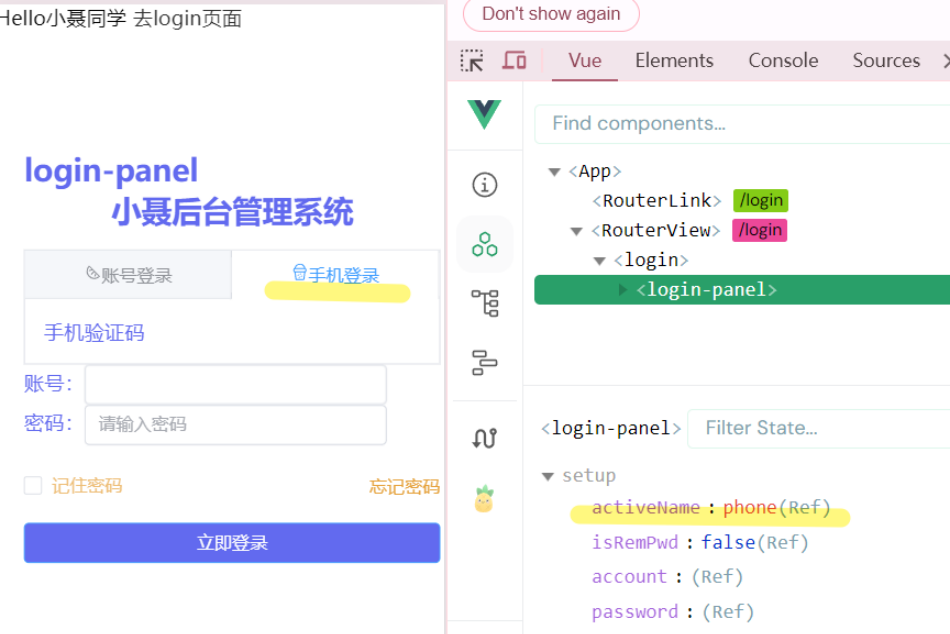 Hello小聂同学 去login页面
login-panel
小聂后台管理系统
账号登录
手机登录
手机验证码
账号：
密码： 请输入密码
记住密码
忘记密码
立即登录
Don't show again
Vue Elements Console Sources
Find components...
<App>
<RouterLink> /login
<RouterView> /login
<login>
<login-panel>
<login-panel> Filter State...
setup
activeName : phone(Ref)
isRemPwd : false(Ref)
account : (Ref)
password : (Ref)